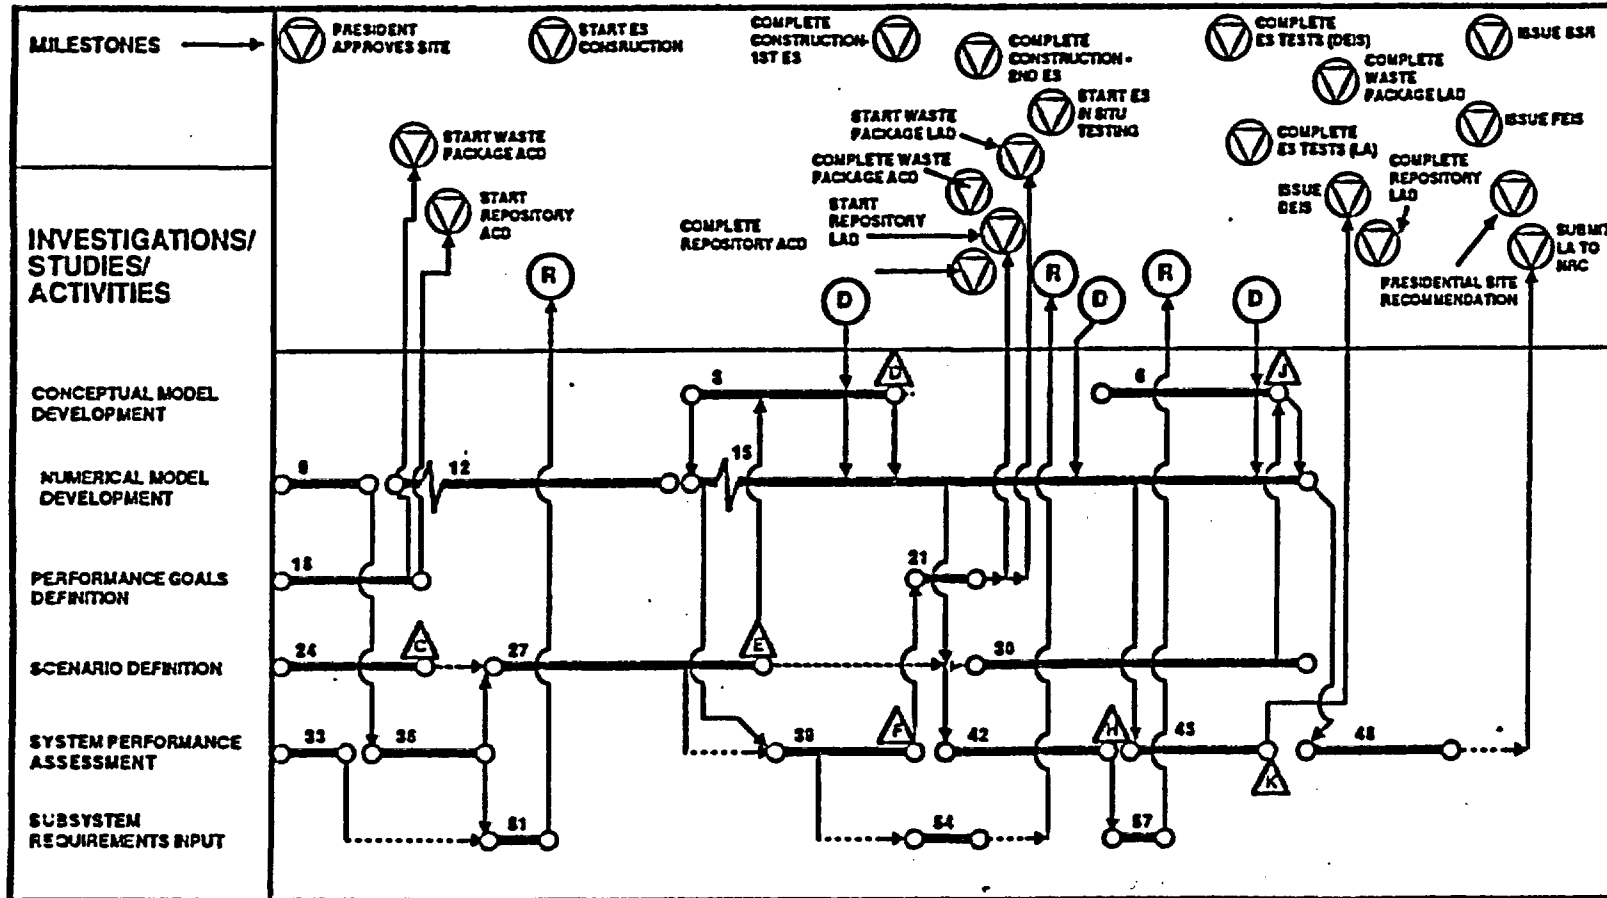 MILESTONES
PRESIDENT
APPROVES SITE
START ES
CONSRUCTION
COMPLETE
CONSTRUCTION-
1ST ES
COMPLETE
CONSTRUCTION -
2ND ES
COMPLETE
ES TESTS (DEIS)
ISSUE SSR
COMPLETE
WASTE
PACKAGE LAD
START ES
IN SITU
TESTING
START WASTE
PACKAGE LAD
START WASTE
PACKAGE ACD
COMPLETE
ES TESTS (LA)
ISSUE FEIS
COMPLETE WASTE
PACKAGE ACD
COMPLETE
REPOSITORY
LAD
ISSUE
DEIS
START
REPOSITORY
ACD
START
REPOSITORY
LAD
COMPLETE
REPOSITORY ACD
SUBMIT
LA TO
NRC
PRESIDENTIAL SITE
RECOMMENDATION
INVESTIGATIONS/
STUDIES/
ACTIVITIES
R
D
R
D
R
D
CONCEPTUAL MODEL
DEVELOPMENT
3
D
6
J
NUMERICAL MODEL
DEVELOPMENT
9
12
15
PERFORMANCE GOALS
DEFINITION
18
21
SCENARIO DEFINITION
24
C
27
E
30
SYSTEM PERFORMANCE
ASSESSMENT
33
36
39
F
42
H
45
K
48
SUBSYSTEM
REQUIREMENTS INPUT
51
54
57